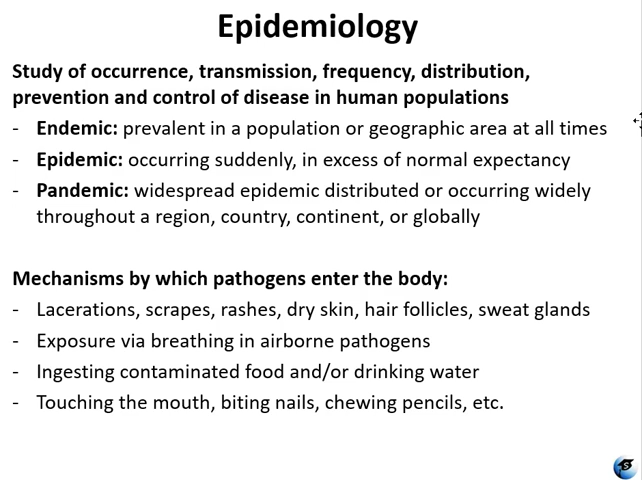 Epidemiology
Study of occurrence, transmission, frequency, distribution,
prevention and control of disease in human populations
- Endemic: prevalent in a population or geographic area at all times
- Epidemic: occurring suddenly, in excess of normal expectancy
- Pandemic: widespread epidemic distributed or occurring widely
throughout a region, country, continent, or globally
Mechanisms by which pathogens enter the body:
- Lacerations, scrapes, rashes, dry skin, hair follicles, sweat glands
- Exposure via breathing in airborne pathogens
- Ingesting contaminated food and/or drinking water
- Touching the mouth, biting nails, chewing pencils, etc.
S